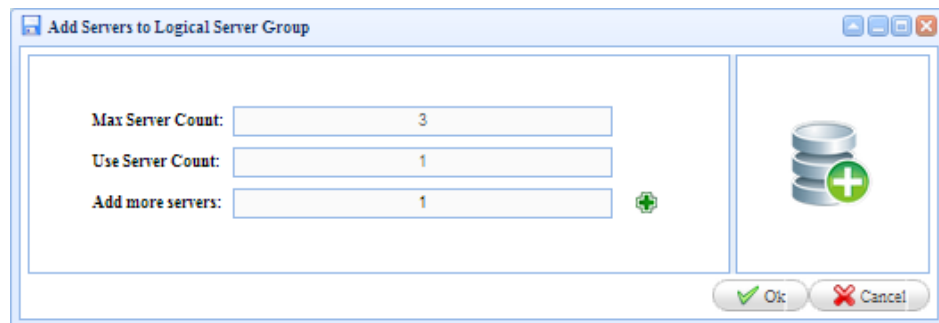 Add Servers to Logical Server Group
Max Server Count: 3
Use Server Count: 1
Add more servers: 1
Ok Cancel